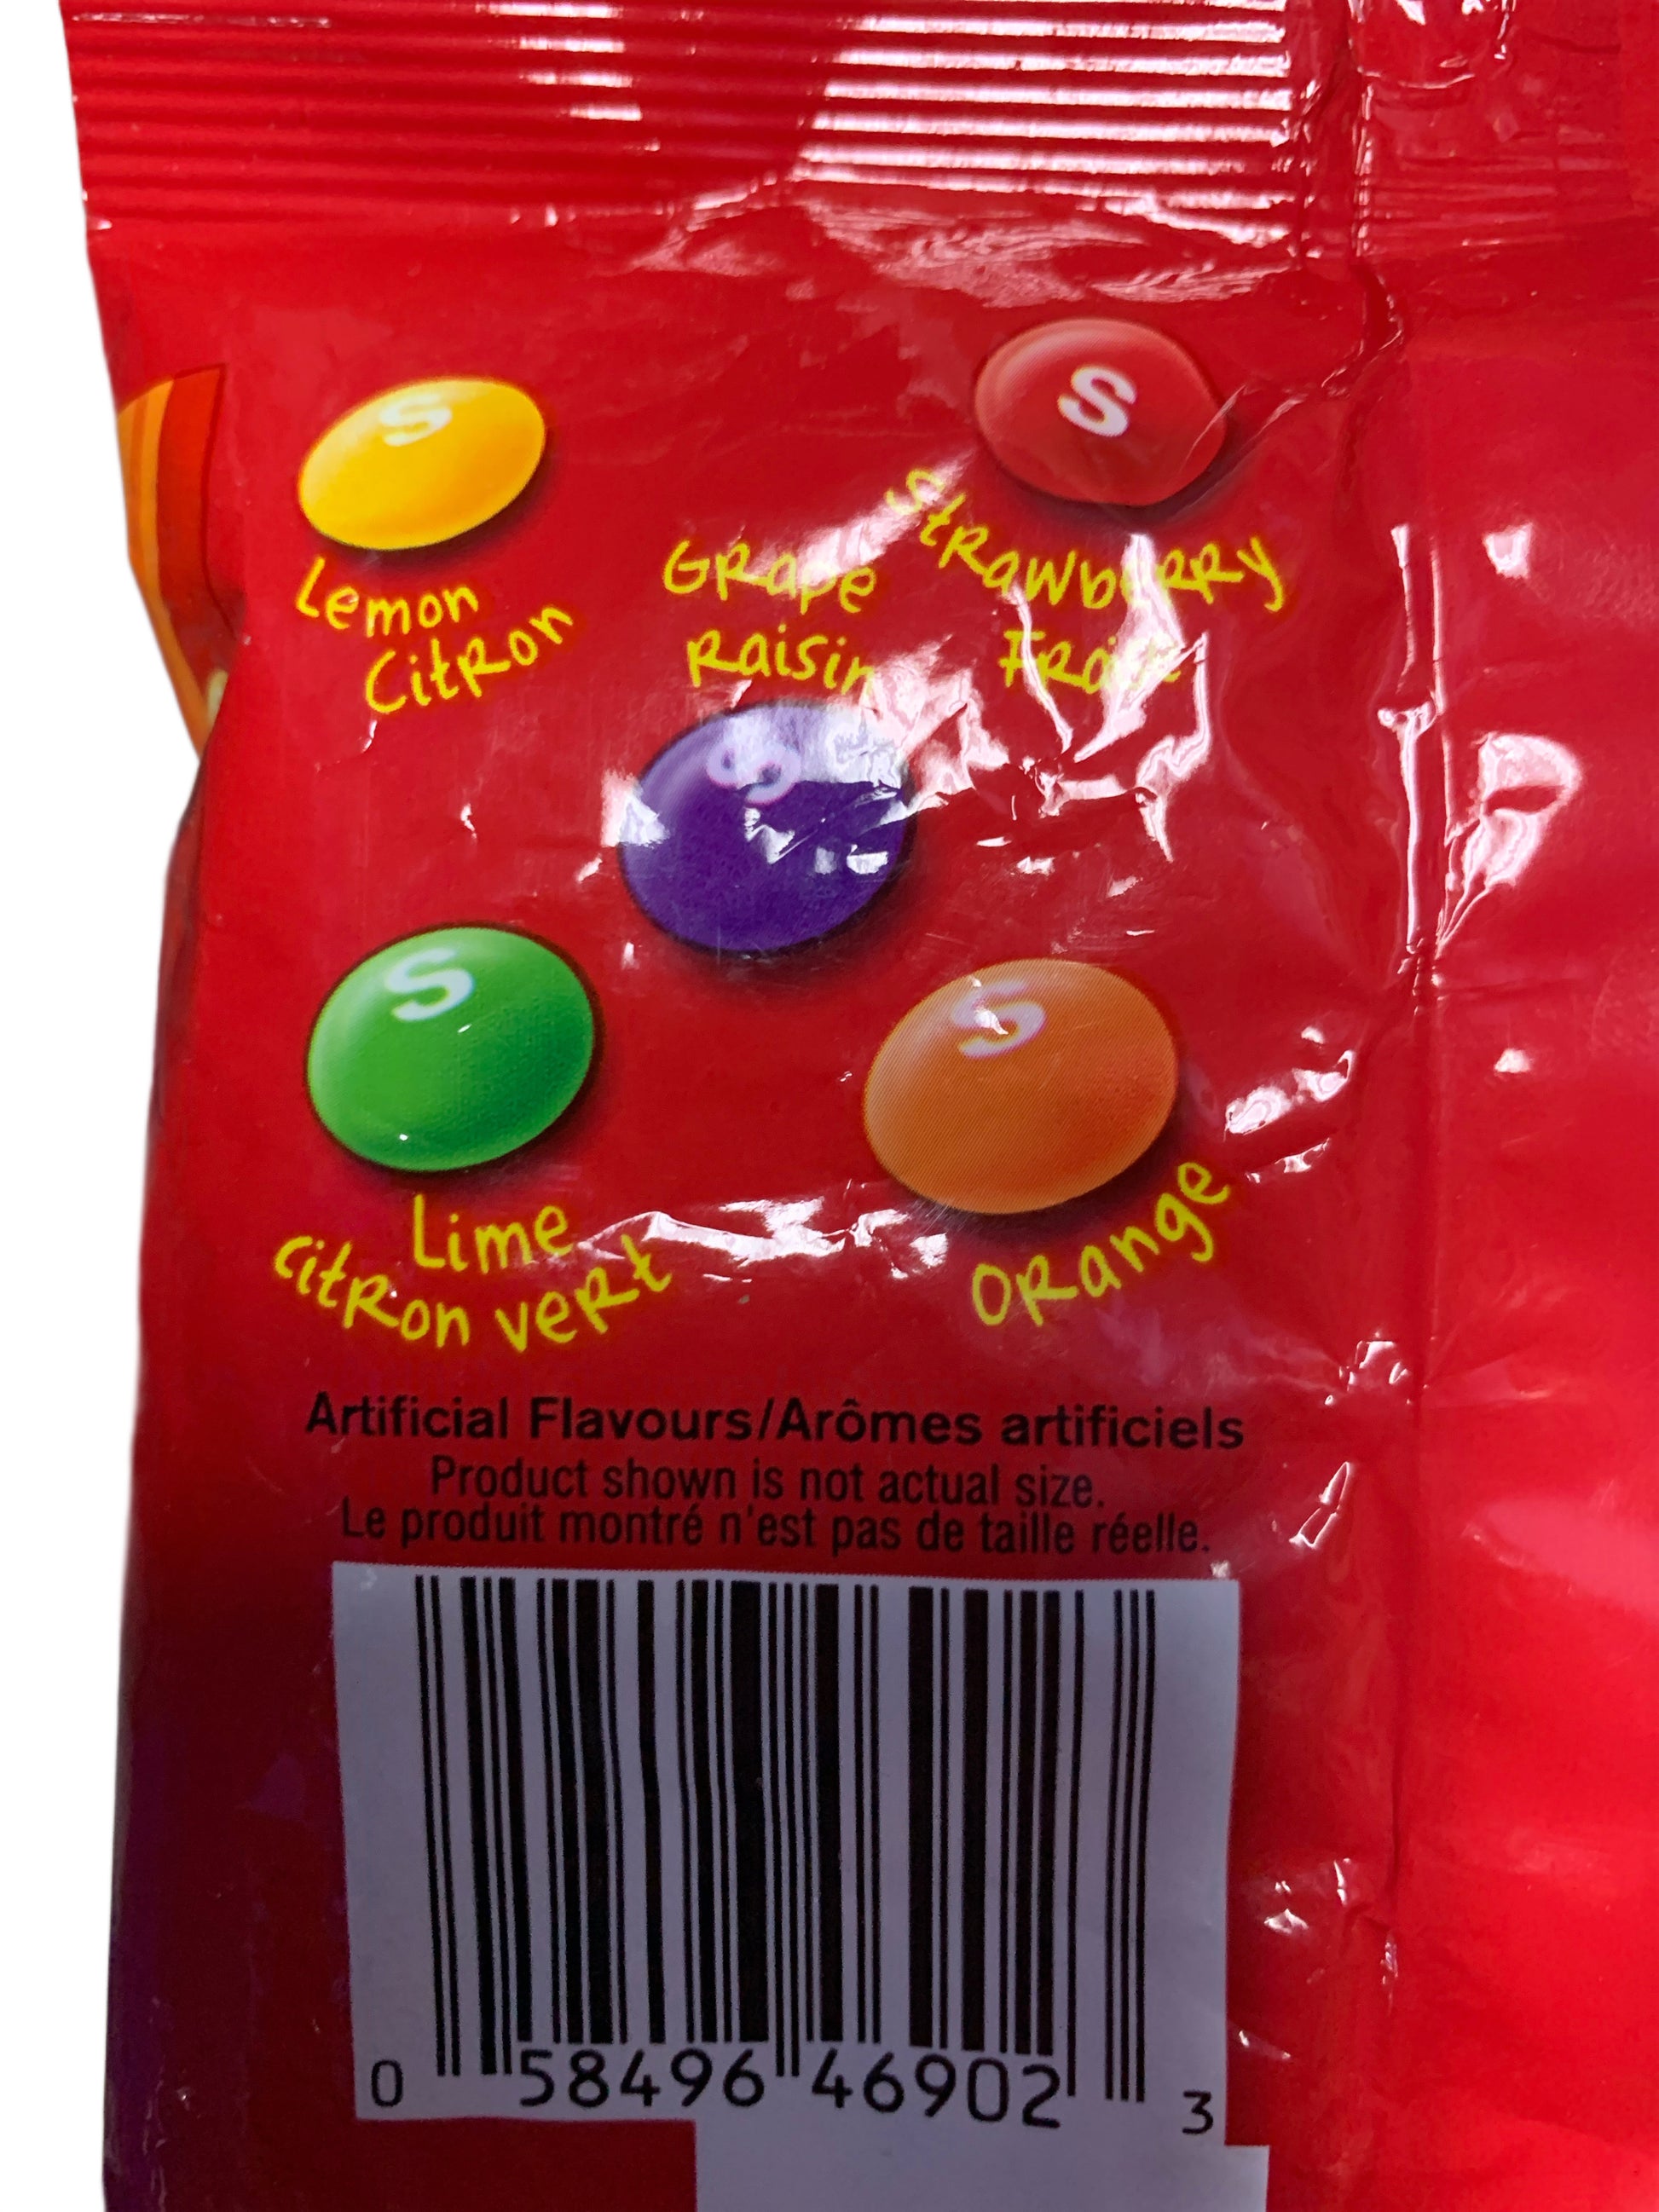 S
S
Lemon
Citron
Grape
Raisin
Strawberry
Fraise
S
S
S
Lime
Citron vert
Orange
Artificial Flavours/Arômes artificiels
Product shown is not actual size.
Le produit montré n'est pas de taille réelle.
0 58496 46902 3